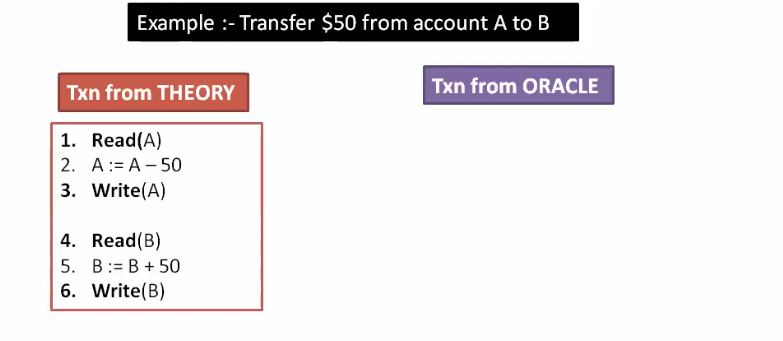 Example :- Transfer $50 from account A to B
Txn from THEORY
Txn from ORACLE
1. Read(A)
2. A := A – 50
3. Write(A)
4. Read(B)
5. B := B + 50
6. Write(B)